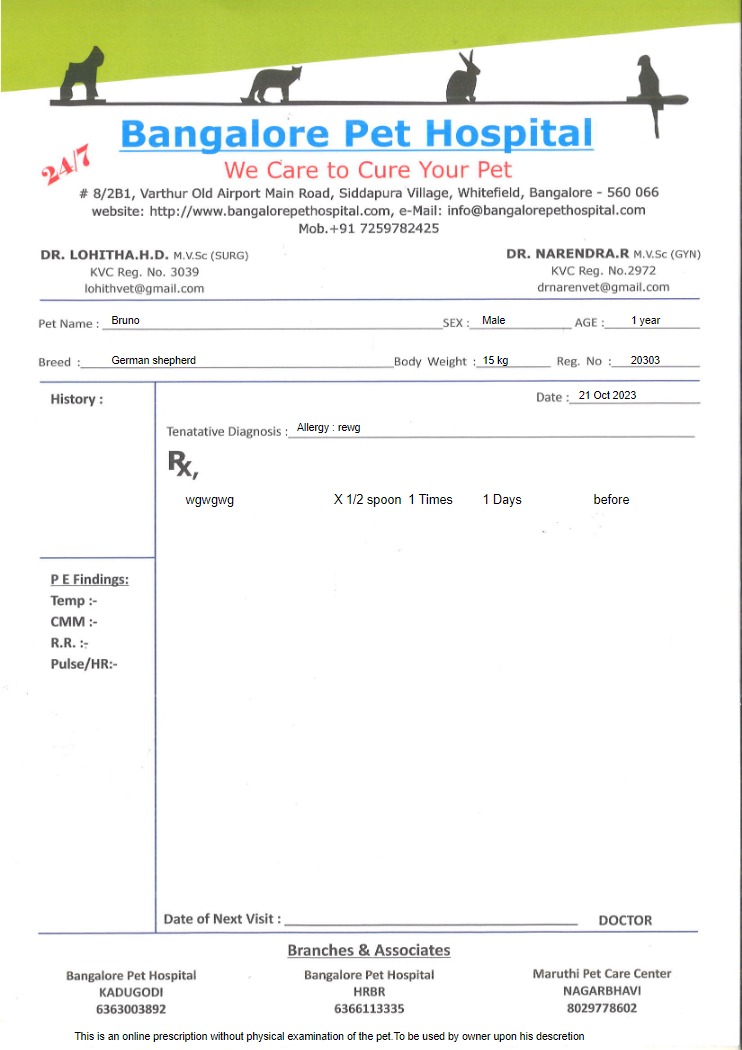 24/7
Bangalore Pet Hospital
We Care to Cure Your Pet
# 8/2B1, Varthur Old Airport Main Road, Siddapura Village, Whitefield, Bangalore - 560 066
website: http://www.bangalorepethospital.com, e-Mail: info@bangalorepethospital.com
Mob.+91 7259782425
DR. LOHITHA.H.D. M.V.Sc (SURG) DR. NARENDRA.R M.V.Sc (GYN)
KVC Reg. No. 3039 KVC Reg. No.2972
lohithvet@gmail.com drnarenvet@gmail.com
Pet Name : Bruno SEX : Male AGE : 1 year
Breed : German shepherd Body Weight : 15 kg Reg. No : 20303
History : Date : 21 Oct 2023
Tenatative Diagnosis : Allergy : rewg
Rx,
wgwgwg X 1/2 spoon 1 Times 1 Days before
P E Findings:
Temp :-
CMM :-
R.R. :-
Pulse/HR:-
Date of Next Visit : DOCTOR
Branches & Associates
Bangalore Pet Hospital Bangalore Pet Hospital Maruthi Pet Care Center
KADUGODI HRBR NAGARBHAVI
6363003892 6366113335 8029778602
This is an online prescription without physical examination of the pet.To be used by owner upon his descretion